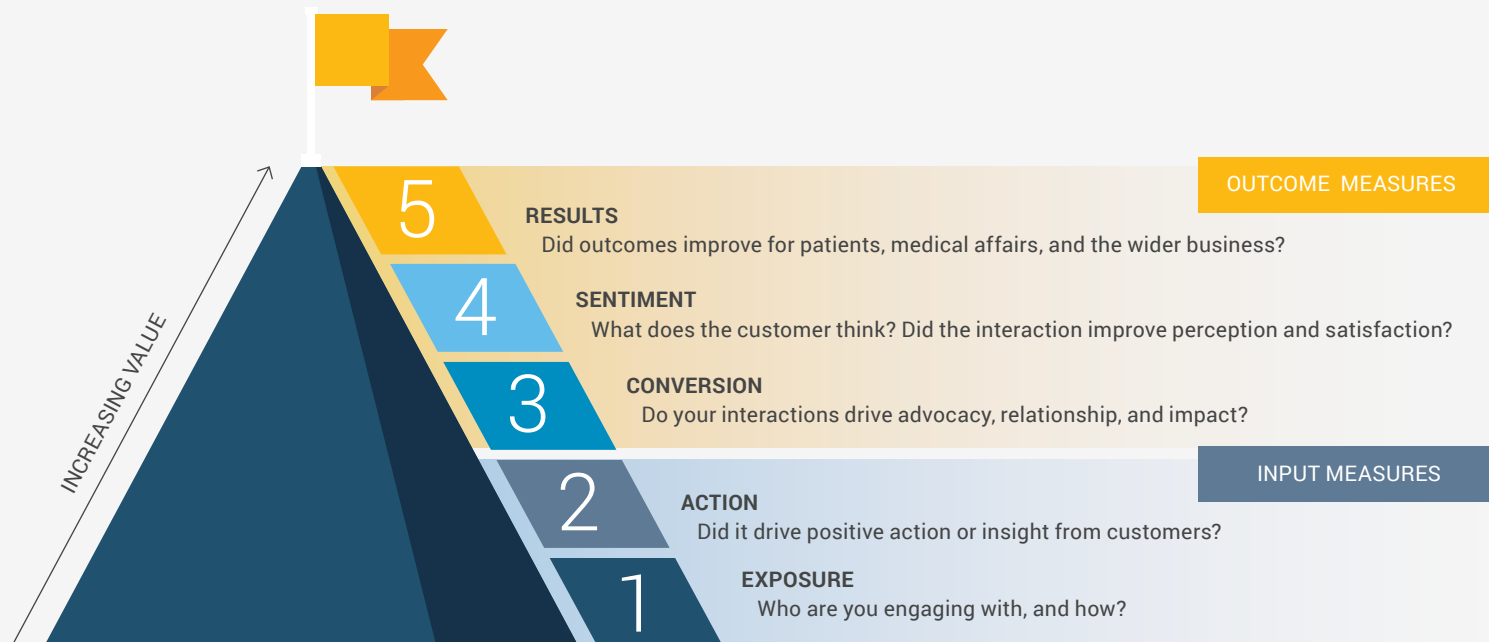 OUTCOME MEASURES
5
RESULTS
Did outcomes improve for patients, medical affairs, and the wider business?
4
SENTIMENT
What does the customer think? Did the interaction improve perception and satisfaction?
3
CONVERSION
Do your interactions drive advocacy, relationship, and impact?
INCREASING VALUE
INPUT MEASURES
2
ACTION
Did it drive positive action or insight from customers?
1
EXPOSURE
Who are you engaging with, and how?